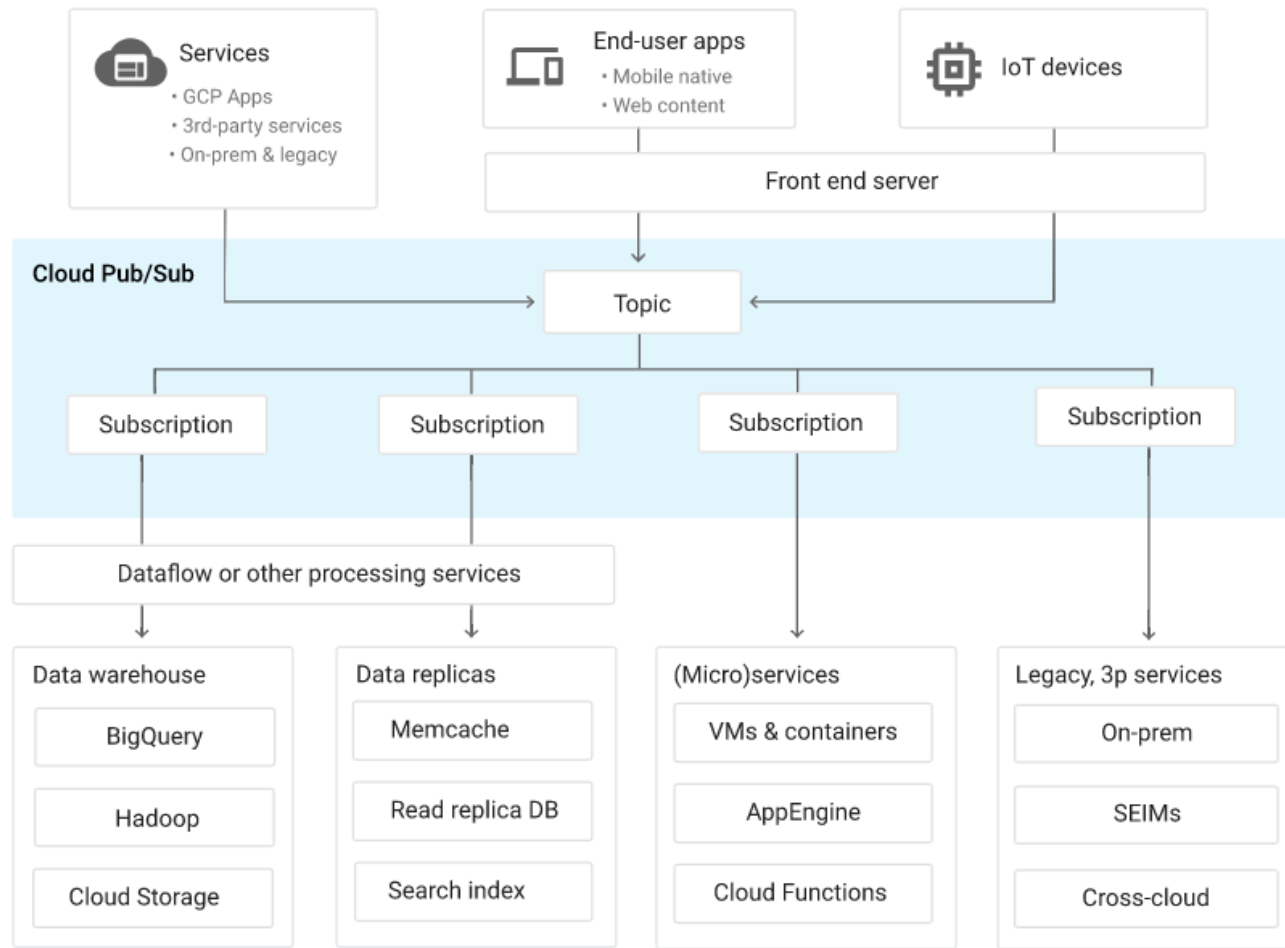 Services
• GCP Apps
• 3rd-party services
• On-prem & legacy
End-user apps
• Mobile native
• Web content
IoT devices
Front end server
Cloud Pub/Sub
Topic
Subscription
Subscription
Subscription
Subscription
Dataflow or other processing services
Data warehouse
BigQuery
Hadoop
Cloud Storage
Data replicas
Memcache
Read replica DB
Search index
(Micro)services
VMs & containers
AppEngine
Cloud Functions
Legacy, 3p services
On-prem
SEIMs
Cross-cloud